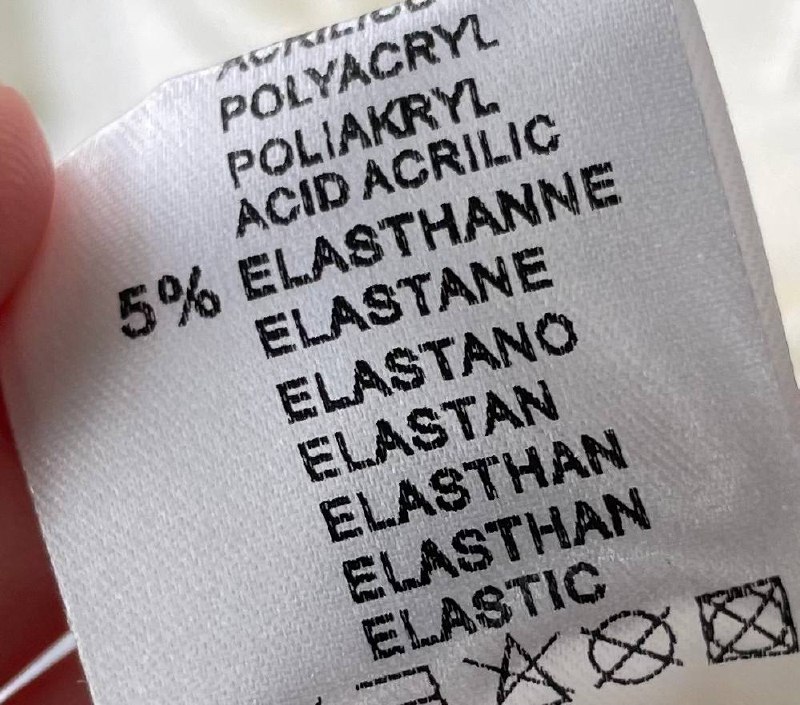 POLYACRYL
POLIAKRYL
ACID ACRILIC
5% ELASTHANNE
ELASTANE
ELASTANO
ELASTAN
ELASTHAN
ELASTHAN
ELASTIC